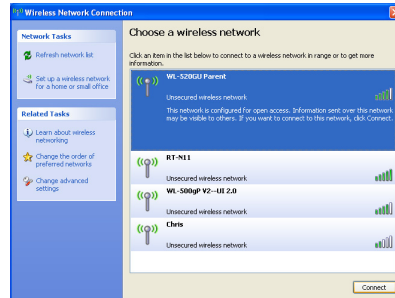 Wireless Network Connection
Network Tasks
Refresh network list
Set up a wireless network
for a home or small office
Related Tasks
Learn about wireless
networking
Change the order of
preferred networks
Change advanced
settings
Choose a wireless network
Click an item in the list below to connect to a wireless network in range or to get more
information.
WL-520GU Parent
Unsecured wireless network
This network is configured for open access. Information sent over this network
may be visible to others. If you want to connect to this network, click Connect.
RT-N11
Unsecured wireless network
WL-500gP V2--UI 2.0
Unsecured wireless network
Chris
Unsecured wireless network
Connect